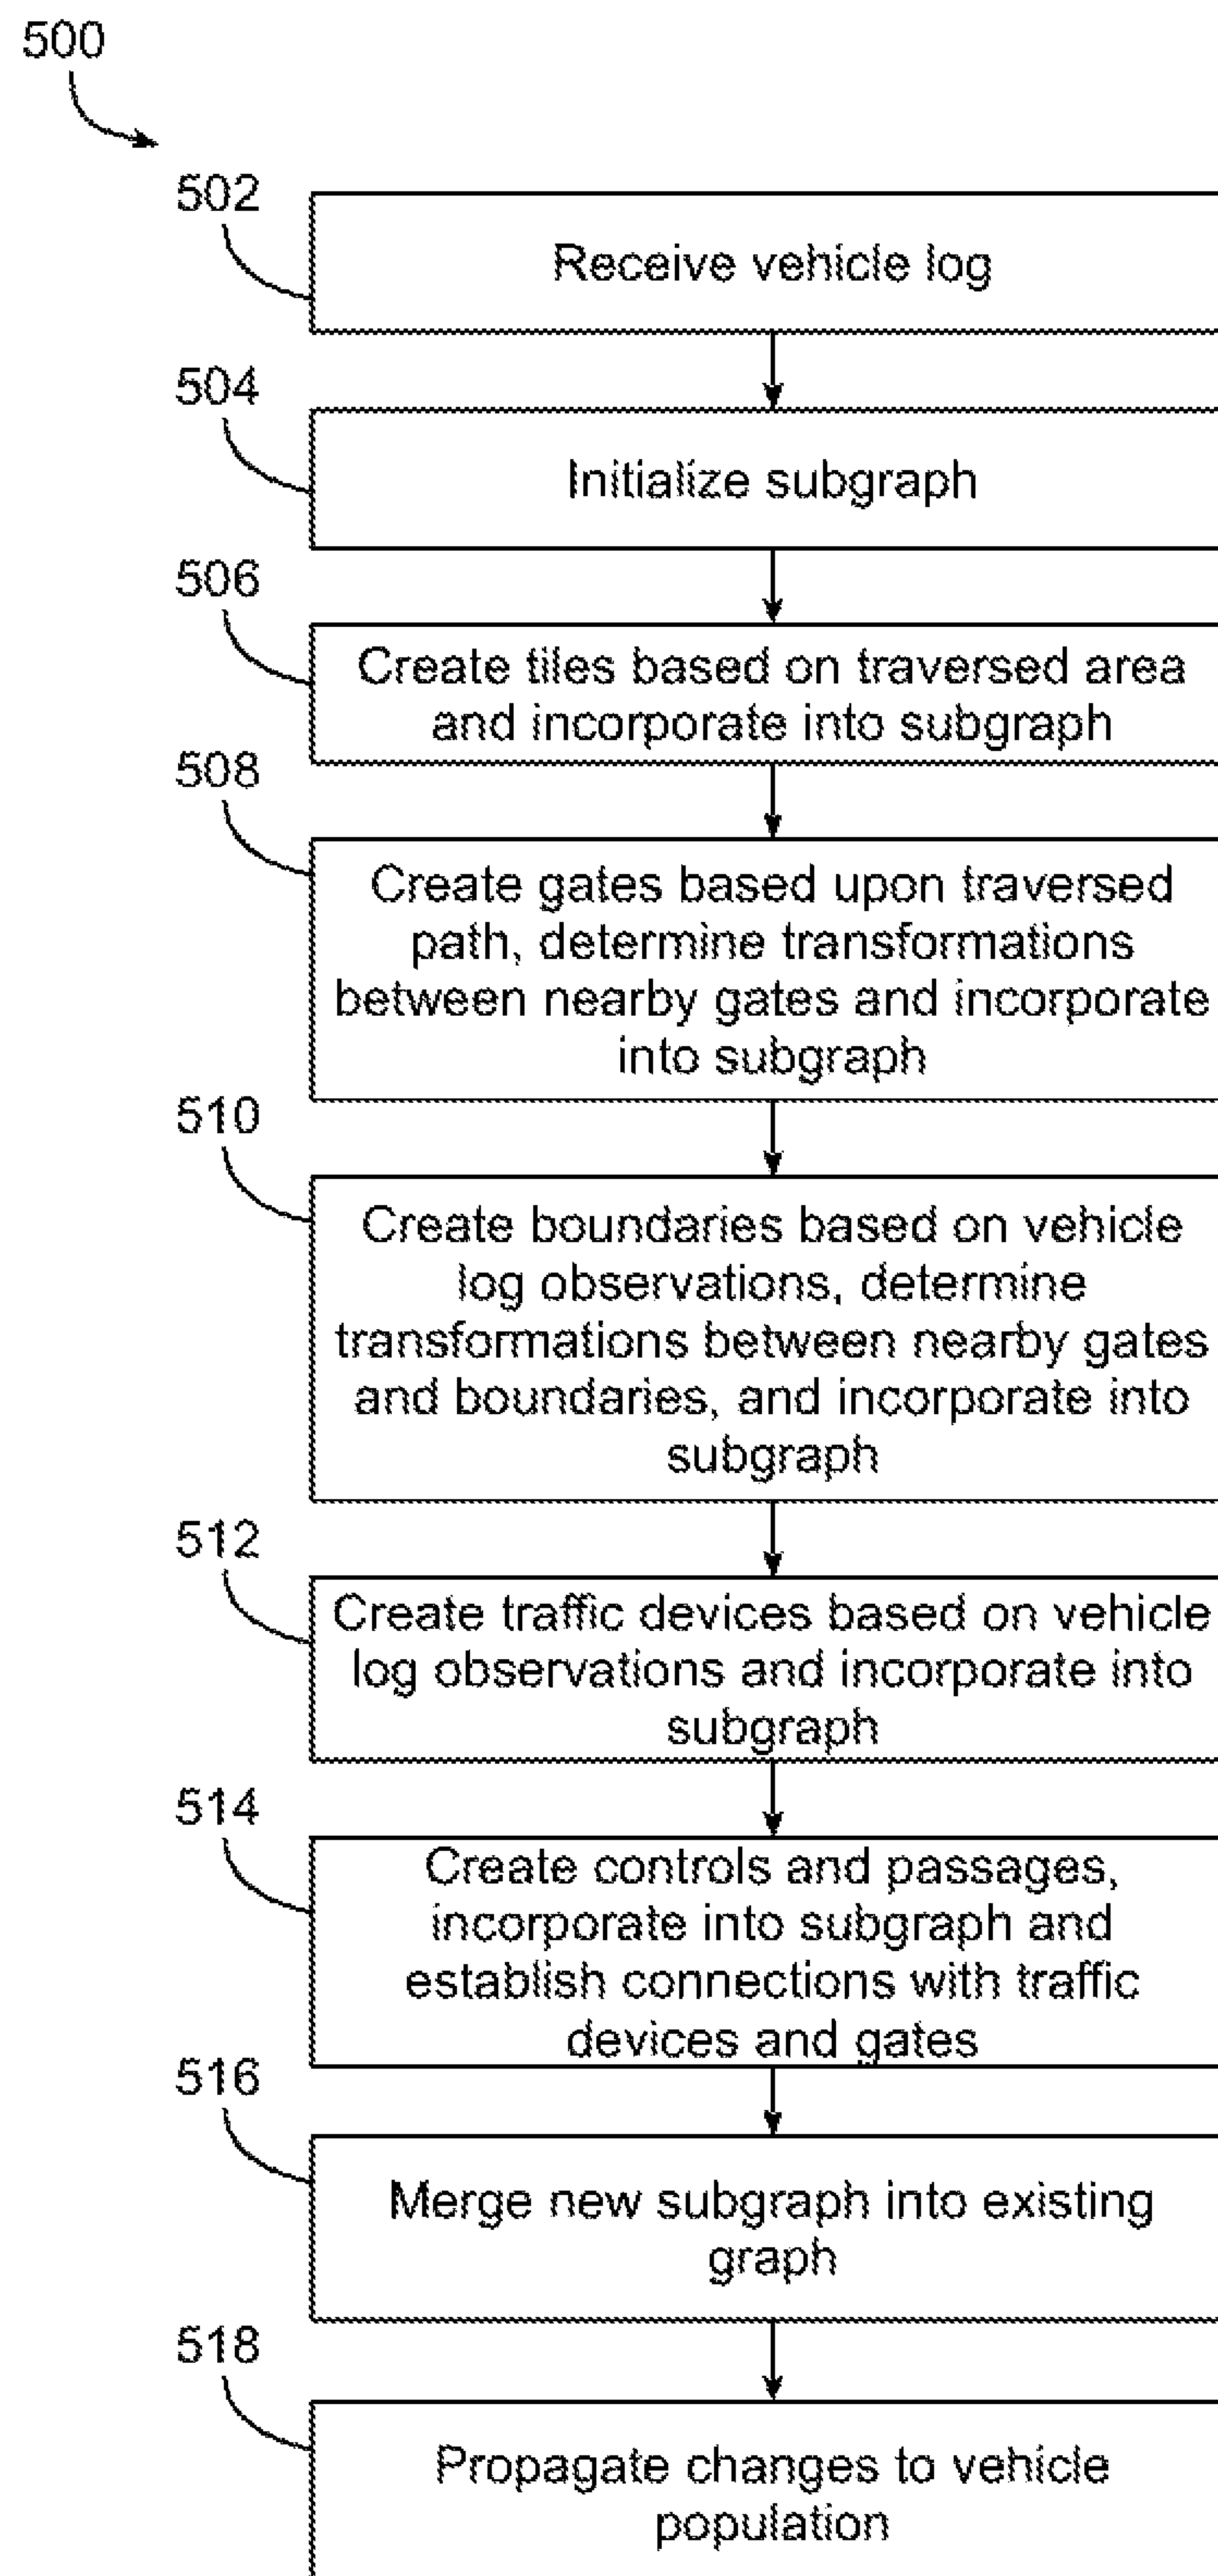 500
502
Receive vehicle log
504
Initialize subgraph
506
Create tiles based on traversed area
and incorporate into subgraph
508
Create gates based upon traversed
path, determine transformations
between nearby gates and incorporate
into subgraph
510
Create boundaries based on vehicle
log observations, determine
transformations between nearby gates
and boundaries, and incorporate into
subgraph
512
Create traffic devices based on vehicle
log observations and incorporate into
subgraph
514
Create controls and passages,
incorporate into subgraph and
establish connections with traffic
devices and gates
516
Merge new subgraph into existing
graph
518
Propagate changes to vehicle
population